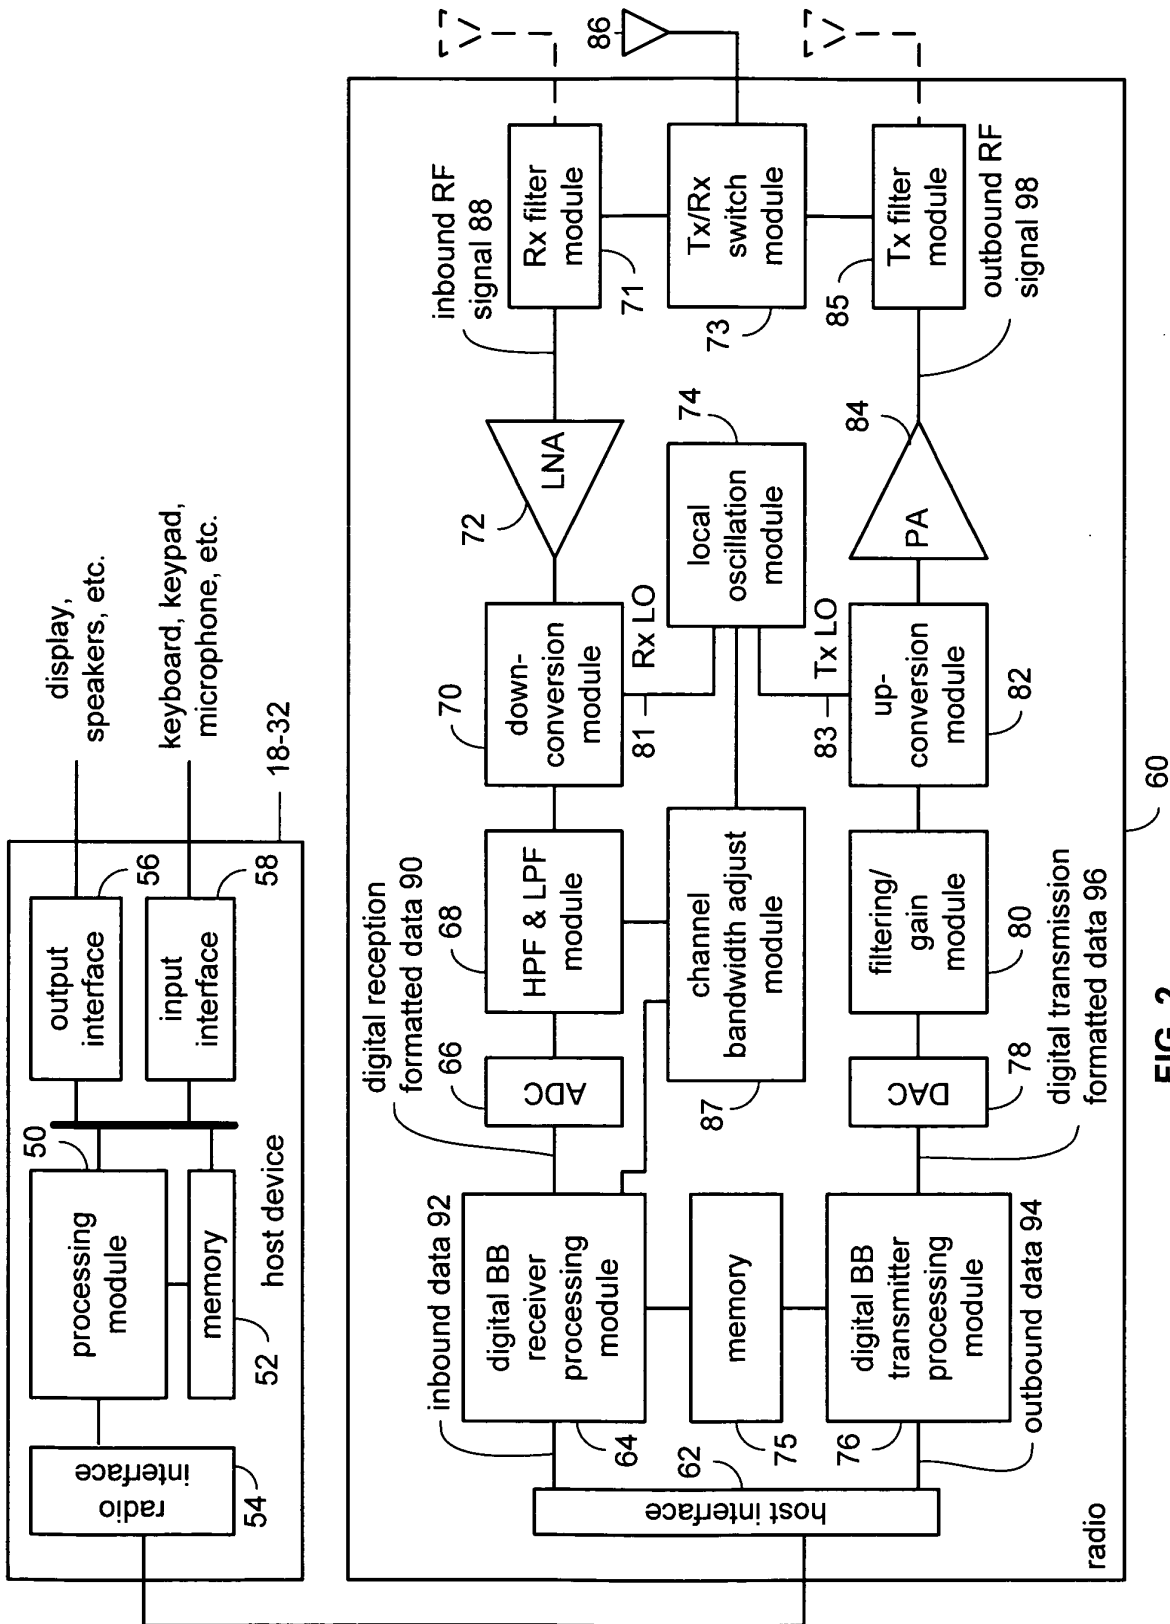 display,
speakers, etc.
keyboard, keypad,
microphone, etc.
18-32
output
interface
56
input
interface
58
50
processing
module
memory
52
host device
radio
interface
54
86
inbound RF
signal 88
Rx filter
module
71
Tx/Rx
switch
module
73
Tx filter
module
85
outbound RF
signal 98
LNA
72
local
oscillation
module
74
PA
84
down-
conversion
module
70
Rx LO
81
Tx LO
83
up-
conversion
module
82
HPF & LPF
module
68
channel
bandwidth adjust
module
87
filtering/
gain
module
80
digital reception
formatted data 90
ADC
66
DAC
78
digital transmission
formatted data 96
inbound data 92
digital BB
receiver
processing
module
64
memory
75
digital BB
transmitter
processing
module
76
outbound data 94
host interface
62
radio
60
FIG. 2